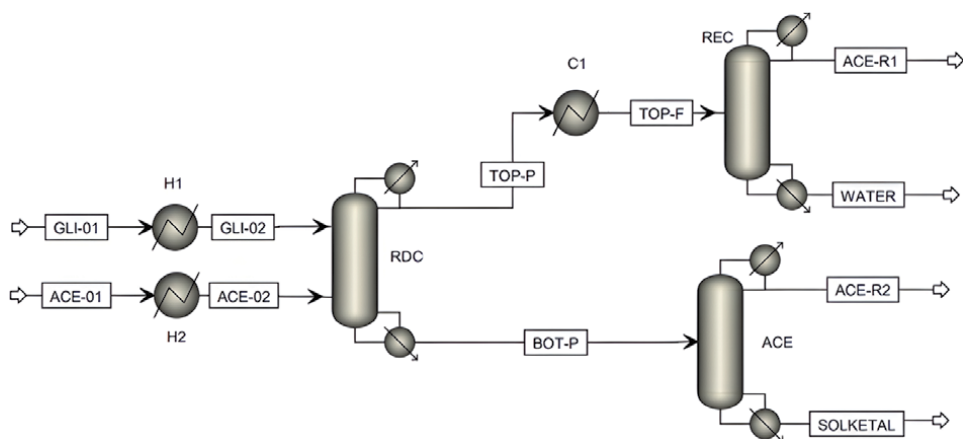 REC
ACE-R1
C1
TOP-F
TOP-P
H1
WATER
GLI-01
GLI-02
RDC
ACE-01
ACE-02
ACE-R2
H2
BOT-P
ACE
SOLKETAL